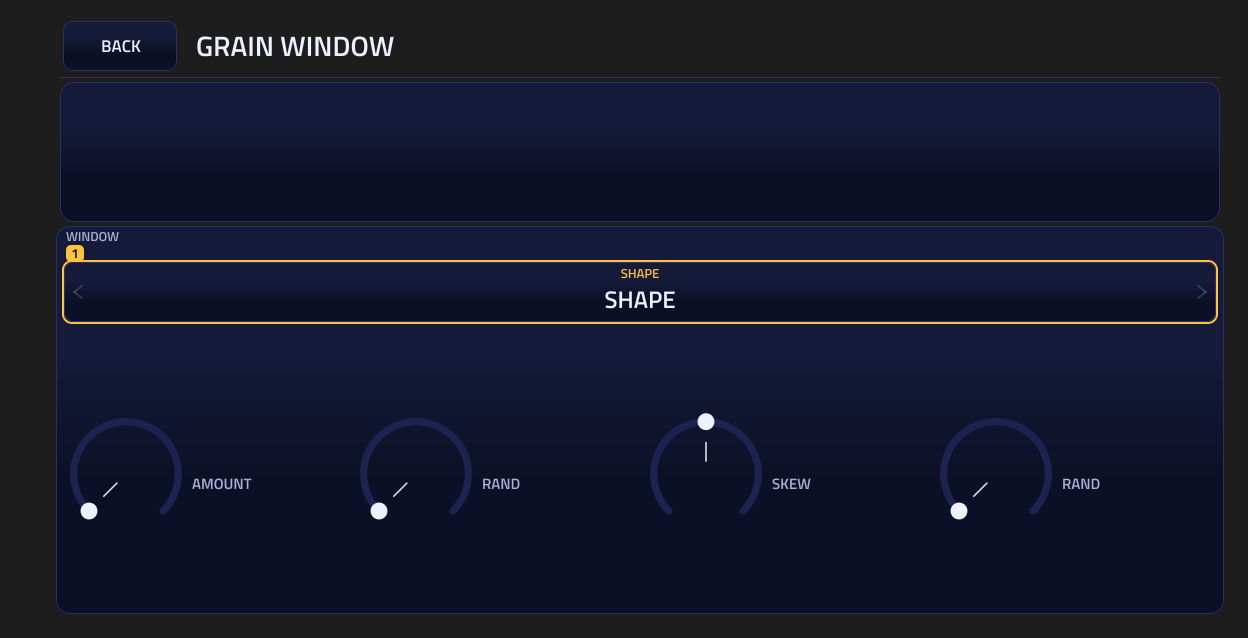 BACK
GRAIN WINDOW
WINDOW
1
SHAPE
SHAPE
AMOUNT
RAND
SKEW
RAND